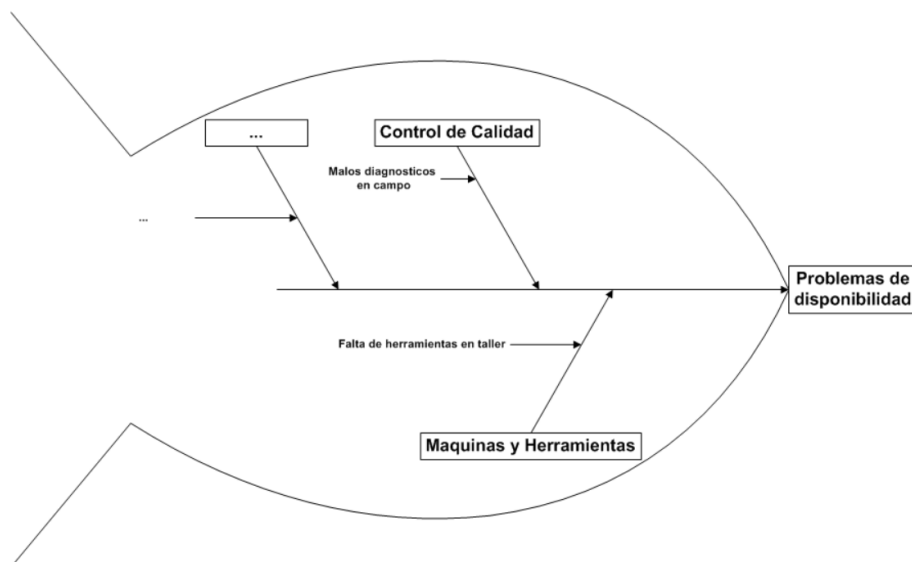 ...
Control de Calidad
Malos diagnosticos
en campo
...
Problemas de
disponibilidad
Falta de herramientas en taller
Maquinas y Herramientas